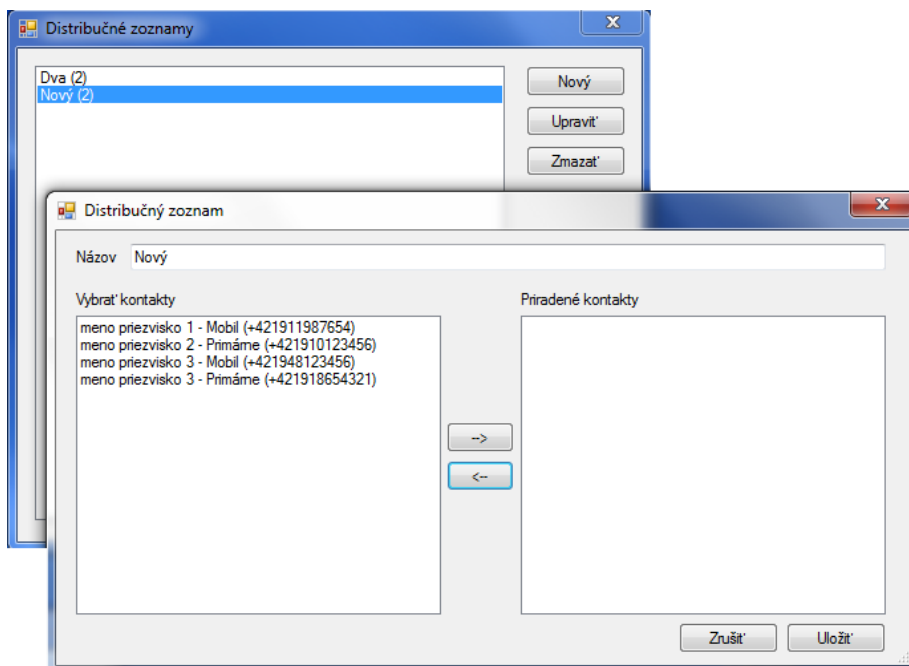 Distribučné zoznamy
Dva (2)
Nový (2)
Nový
Upraviť
Zmazať
Distribučný zoznam
Názov Nový
Vybrať kontakty
Priradené kontakty
meno priezvisko 1 - Mobil (+421911987654)
meno priezvisko 2 - Primárne (+421910123456)
meno priezvisko 3 - Mobil (+421948123456)
meno priezvisko 3 - Primárne (+421918654321)
-->
<--
Zrušiť
Uložiť